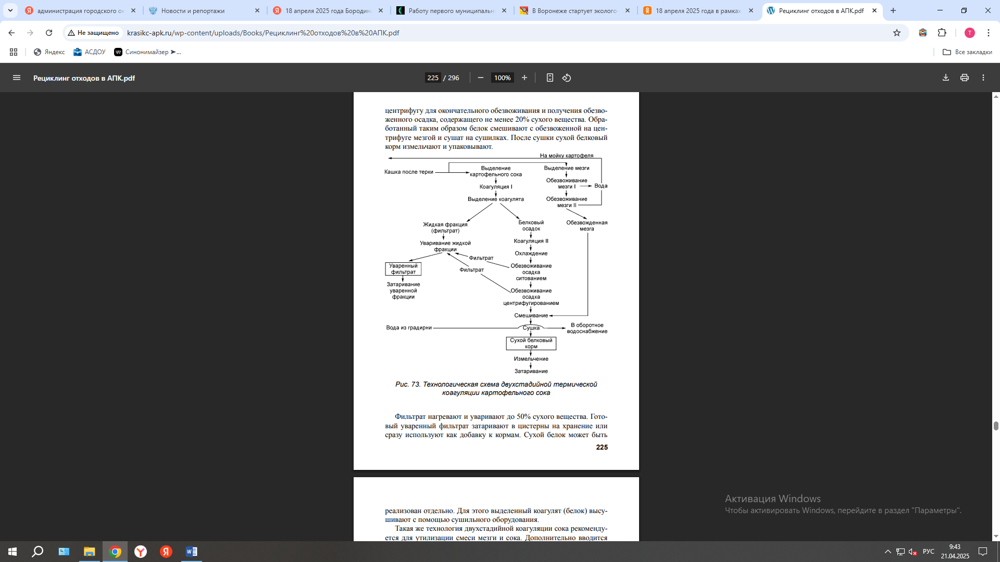 администрация городского ок
Новости и репортажи
18 апреля 2025 года Бородинс
Работу первого муниципальн
В Воронеже стартует эколого-
18 апреля 2025 года в рамках
Рециклинг отходов в АПК.pdf
Не защищено
krasikc-apk.ru/wp-content/uploads/Books/Рециклинг%20отходов%20в%20АПК.pdf
T
Яндекс
АСДОУ
Синонимайзер ➤...
Все закладки
Рециклинг отходов в АПК.pdf
225 / 296
100%
центрифугу для окончательного обезвоживания и получения обезво-
женного осадка, содержащего не менее 20% сухого вещества. Обра-
ботанный таким образом белок смешивают с обезвоженной на цен-
трифуге мезгой и сушат на сушилках. После сушки сухой белковый
корм измельчают и упаковывают.
На мойку картофеля
Кашка после терки
Выделение
картофельного сока
Выделение мезги
Коагуляция I
Обезвоживание
мезги I
Вода
Выделение коагулята
Обезвоживание
мезги II
Жидкая фракция
(фильтрат)
Белковый
осадок
Обезвожденная
мезга
Уваривание жидкой
фракции
Коагуляция II
Охлаждение
Фильтрат
Фильтрат
Уваренный
фильтрат
Обезвоживание
осадка
ситованием
Затаривание
уваренной
фракции
Обезвоживание
осадка
центрифугированием
Смешивание
Вода из градирни
Сушка
В оборотное
водоснабжение
Сухой белковый
корм
Измельчение
Затаривание
Рис. 73. Технологическая схема двухстадийной термической
коагуляции картофельного сока
Фильтрат нагревают и уваривают до 50% сухого вещества. Гото-
вый уваренный фильтрат затаривают в цистерны на хранение или
сразу используют как добавку к кормам. Сухой белок может быть
225
реализован отдельно. Для этого выделенный коагулят (белок) высу-
шивают с помощью сушильного оборудования.
Такая же технология двухстадийной коагуляции сока рекоменду-
ется для утилизации смеси мезги и сока. Дополнительно вводится
Активация Windows
Чтобы активировать Windows, перейдите в раздел "Параметры".
РУС
9:43
21.04.2025